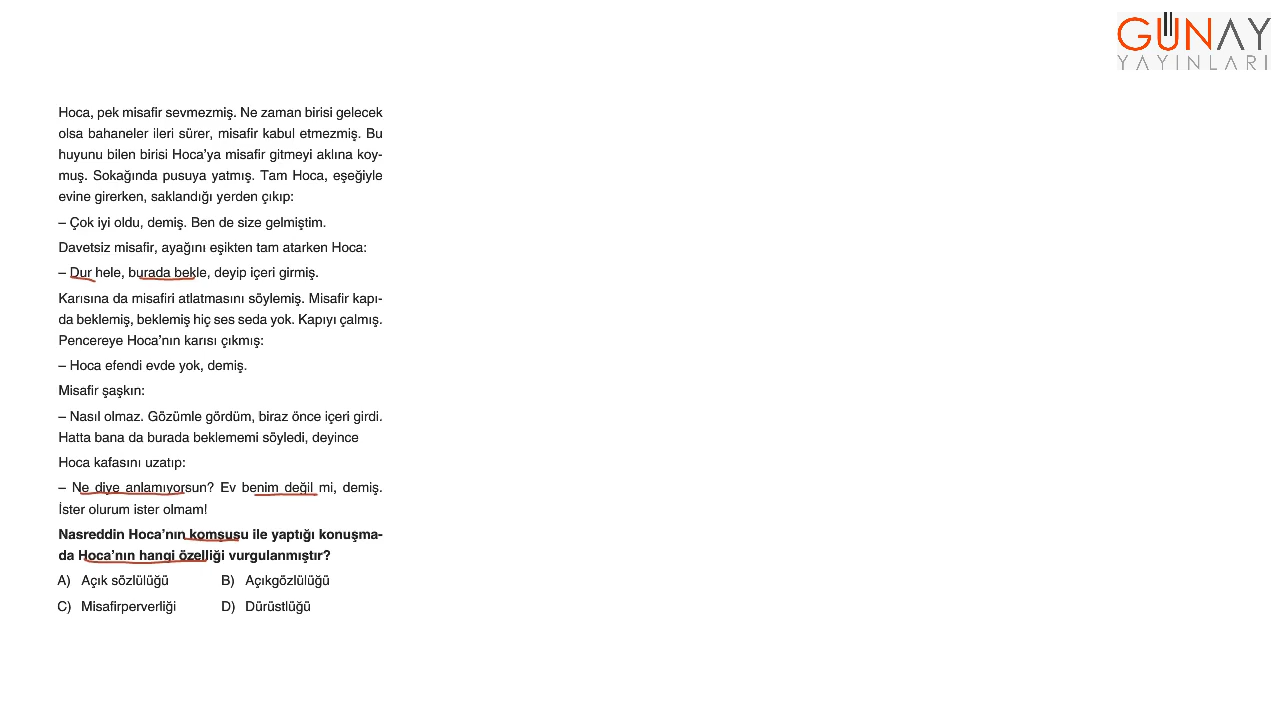 GÜNAY
YAYINLARI
Hoca, pek misafir sevmezmiş. Ne zaman birisi gelecek
olsa bahaneler ileri sürer, misafir kabul etmezmiş. Bu
huyunu bilen birisi Hoca'ya misafir gitmeyi aklına koy-
muş. Sokağında pusuya yatmış. Tam Hoca, eşeğiyle
evine girerken, saklandığı yerden çıkıp:
– Çok iyi oldu, demiş. Ben de size gelmiştim.
Davetsiz misafir, ayağını eşikten tam atarken Hoca:
– Dur hele, burada bekle, deyip içeri girmiş.
Karısına da misafiri atlatmasını söylemiş. Misafir kapı-
da beklemiş, beklemiş hiç ses seda yok. Kapıyı çalmış.
Pencereye Hoca'nın karısı çıkmış:
– Hoca efendi evde yok, demiş.
Misafir şaşkın:
– Nasıl olmaz. Gözümle gördüm, biraz önce içeri girdi.
Hatta bana da burada beklememi söyledi, deyince
Hoca kafasını uzatıp:
– Ne diye anlamıyorsun? Ev benim değil mi, demiş.
İster olurum ister olmam!
Nasreddin Hoca'nın komşusu ile yaptığı konuşma-
da Hoca'nın hangi özelliği vurgulanmıştır?
A) Açık sözlülüğü B) Açıkgözlülüğü
C) Misafirperverliği D) Dürüstlüğü